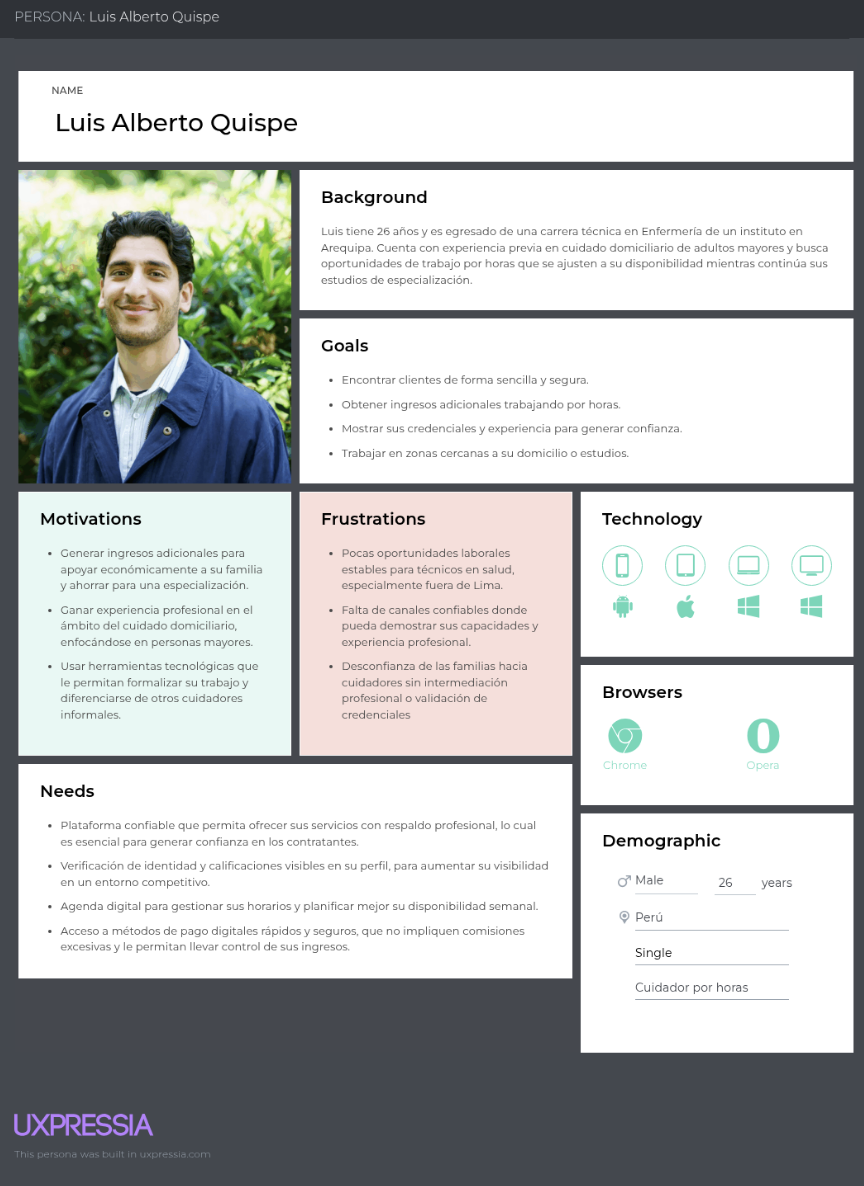 PERSONA: Luis Alberto Quispe
NAME
Luis Alberto Quispe
Background
Luis tiene 26 años y es egresado de una carrera técnica en Enfermería de un instituto en
Arequipa. Cuenta con experiencia previa en cuidado domiciliario de adultos mayores y busca
oportunidades de trabajo por horas que se ajusten a su disponibilidad mientras continúa sus
estudios de especialización.
Goals
• Encontrar clientes de forma sencilla y segura.
• Obtener ingresos adicionales trabajando por horas.
• Mostrar sus credenciales y experiencia para generar confianza.
• Trabajar en zonas cercanas a su domicilio o estudios.
Motivations
• Generar ingresos adicionales para
apoyar económicamente a su familia
y ahorrar para una especialización.
• Ganar experiencia profesional en el
ámbito del cuidado domiciliario,
enfocándose en personas mayores.
• Usar herramientas tecnológicas que
le permitan formalizar su trabajo y
diferenciarse de otros cuidadores
informales.
Frustrations
• Pocas oportunidades laborales
estables para técnicos en salud,
especialmente fuera de Lima.
• Falta de canales confiables donde
pueda demostrar sus capacidades y
experiencia profesional.
• Desconfianza de las familias hacia
cuidadores sin intermediación
profesional o validación de
credenciales
Technology
Browsers
Chrome
Opera
Needs
• Plataforma confiable que permita ofrecer sus servicios con respaldo profesional, lo cual
es esencial para generar confianza en los contratantes.
• Verificación de identidad y calificaciones visibles en su perfil, para aumentar su visibilidad
en un entorno competitivo.
• Agenda digital para gestionar sus horarios y planificar mejor su disponibilidad semanal.
• Acceso a métodos de pago digitales rápidos y seguros, que no impliquen comisiones
excesivas y le permitan llevar control de sus ingresos.
Demographic
Male 26 years
Perú
Single
Cuidador por horas
UXPRESSIA
This persona was built in uxpressia.com